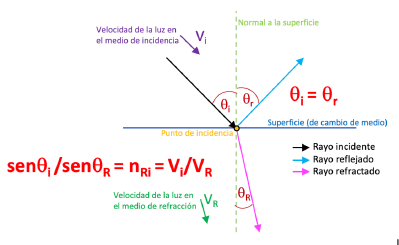 Normal a la superficie
Velocidad de la luz en
el medio de incidencia
Vi
θi
θr
θi = θr
Superficie (de cambio de medio)
Punto de incidencia
Rayo incidente
Rayo reflejado
Rayo refractado
senθi/senθR = nRi = Vi/VR
θR
Velocidad de la luz
en el medio de refracción
VR